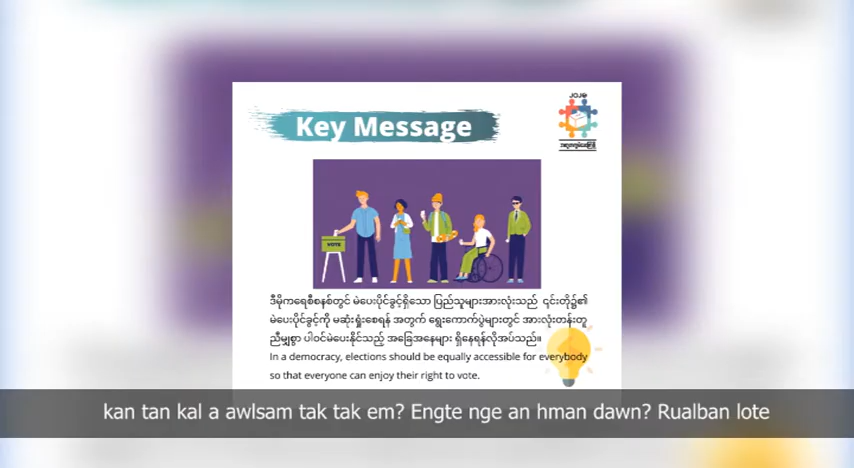 Key Message
2020
VOTE
ဒီမိုကရေစီစနစ်တွင် မဲပေးပိုင်ခွင့်ရှိသော ပြည်သူများအားလုံးသည် ၎င်းတို့၏
မဲပေးပိုင်ခွင့်ကို မဆုံးရှုံးစေရန် အတွက် ရွေးကောက်ပွဲများတွင် အားလုံးတန်းတူ
ညီမျှစွာ ပါဝင်မဲပေးနိုင်သည့် အခြေအနေများ ရှိနေရန်လိုအပ်သည်။
In a democracy, elections should be equally accessible for everybody
so that everyone can enjoy their right to vote.
kan tan kal a awlsam tak tak em? Engte nge an hman dawn? Rualban lote